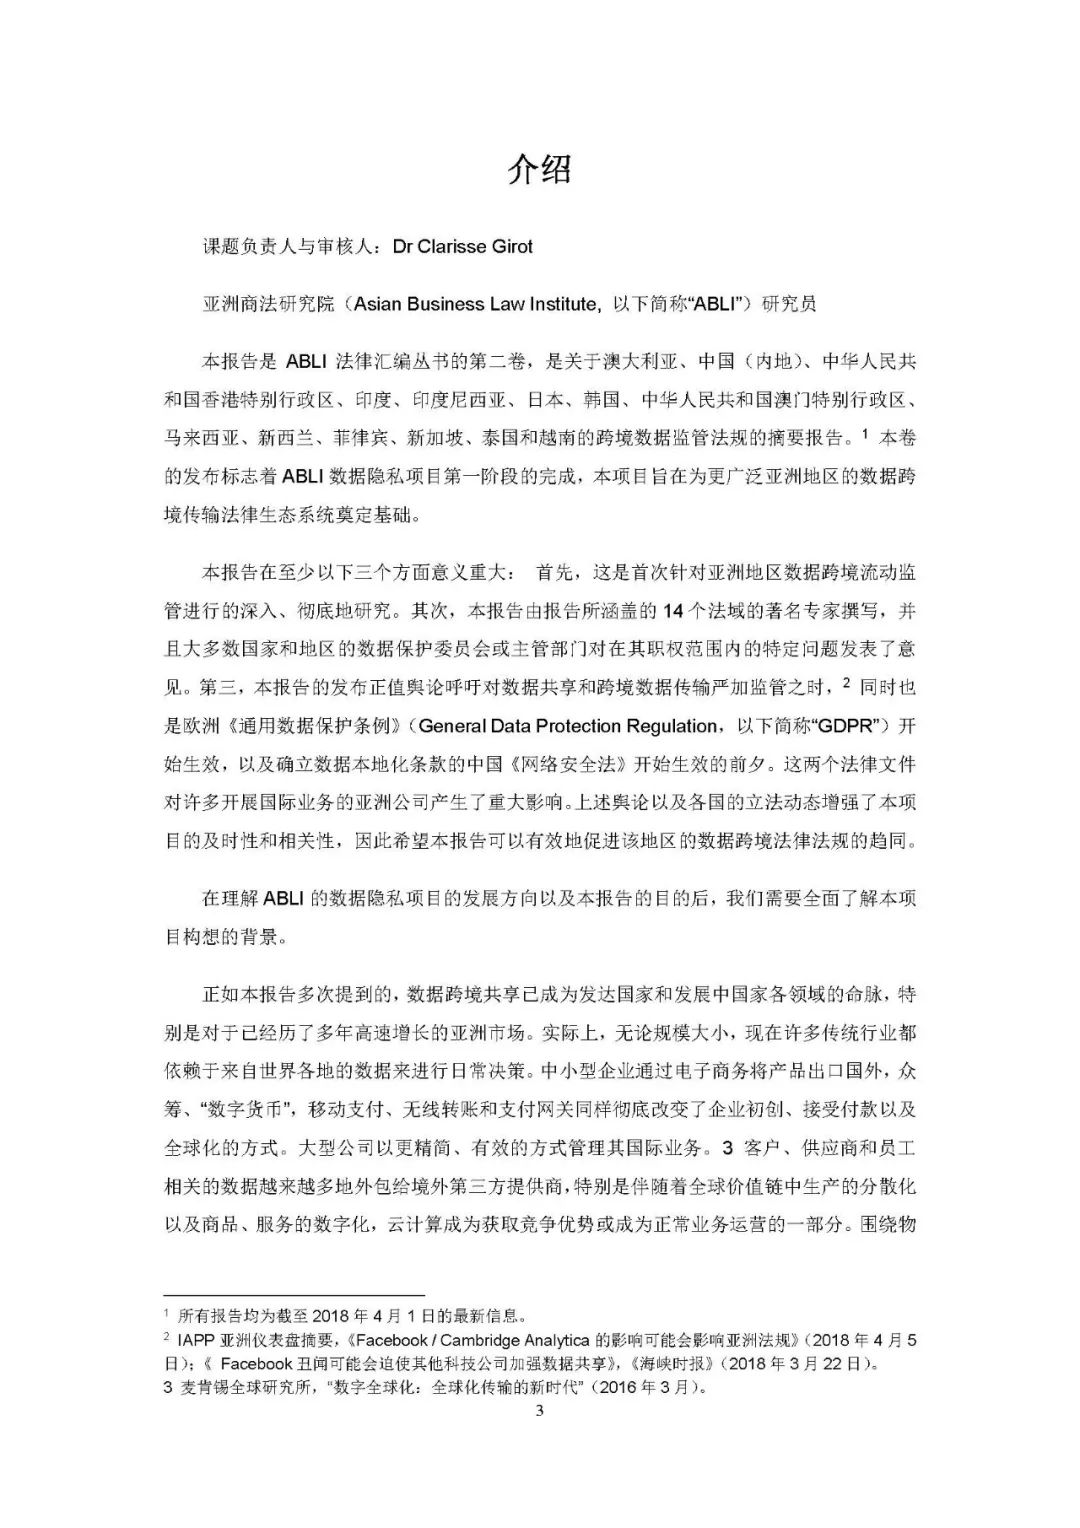 介绍
课题负责人与审核人：Dr Clarisse Girot
亚洲商法研究院（Asian Business Law Institute，以下简称“ABLI”）研究员
本报告是 ABLI 法律汇编丛书的第二卷，是关于澳大利亚、中国（内地）、中华人民共
和国香港特别行政区、印度、印度尼西亚、日本、韩国、中华人民共和国澳门特别行政区、
马来西亚、新西兰、菲律宾、新加坡、泰国和越南的跨境数据监管法规的摘要报告。1 本卷
的发布标志着 ABLI 数据隐私项目第一阶段的完成，本项目旨在为更广泛亚洲地区的数据跨
境传输法律生态系统奠定基础。
本报告在至少以下三个方面意义重大： 首先，这是首次针对亚洲地区数据跨境流动监
管进行的深入、彻底地研究。其次，本报告由报告所涵盖的 14 个法域的著名专家撰写，并
且大多数国家和地区的数据保护委员会或主管部门对在其职权范围内的特定问题发表了意
见。第三，本报告的发布正值舆论呼吁对数据共享和跨境数据传输严加监管之时，2 同时也
是欧洲《通用数据保护条例》（General Data Protection Regulation，以下简称“GDPR”）开
始生效，以及确立数据本地化条款的中国《网络安全法》开始生效的前夕。这两个法律文件
对许多开展国际业务的亚洲公司产生了重大影响。上述舆论以及各国的立法动态增强了本项
目的及时性和相关性，因此希望本报告可以有效地促进该地区的数据跨境法律法规的趋同。
在理解 ABLI 的数据隐私项目的发展方向以及本报告的目的后，我们需要全面了解本项
目构想的背景。
正如本报告多次提到的，数据跨境共享已成为发达国家和发展中国家各领域的命脉，特
别是对于已经历了多年高速增长的亚洲市场。实际上，无论规模大小，现在许多传统行业都
依赖于来自世界各地的数据来进行日常决策。中小型企业通过电子商务将产品出口国外，众
筹、“数字货币”，移动支付、无线转账和支付网关同样彻底改变了企业初创、接受付款以及
全球化的方式。大型公司以更精简、有效的方式管理其国际业务。3 客户、供应商和员工
相关的数据越来越多地外包给境外第三方提供商，特别是伴随着全球价值链中生产的分散化
以及商品、服务的数字化，云计算成为获取竞争优势或成为正常业务运营的一部分。围绕物
1 所有报告均为截至 2018 年 4 月 1 日的最新信息。
2 IAPP 亚洲仪表盘摘要，《Facebook / Cambridge Analytica 的影响可能会影响亚洲法规》（2018 年 4 月 5
日）；《 Facebook 丑闻可能会迫使其他科技公司加强数据共享》，《海峡时报》（2018 年 3 月 22 日）。
3 麦肯锡全球研究所，“数字全球化：全球化传输的新时代”（2016 年 3 月）。
3